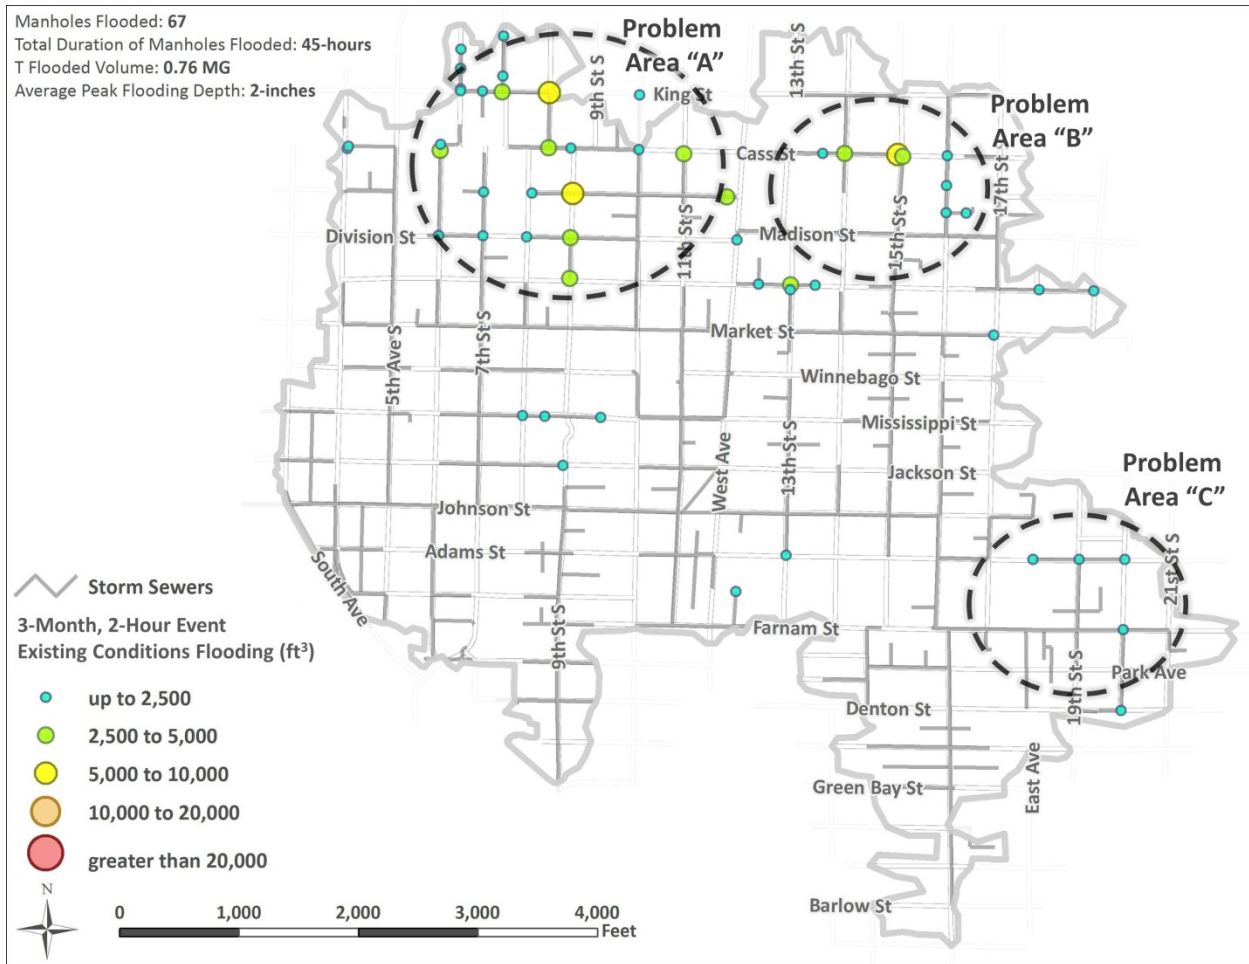 Manholes Flooded: 67
Total Duration of Manholes Flooded: 45-hours
T Flooded Volume: 0.76 MG
Average Peak Flooding Depth: 2-inches
Problem
Area “A”
9th St S
King St
13th St S
Problem
Area “B”
Cass St
17th St S
Division St
11th St S
Madison St
15th St S
Market St
5th Ave S
7th St S
Winnebago St
Mississippi St
West Ave
13th St S
Jackson St
Problem
Area “C”
Johnson St
Adams St
South Ave
21st St S
9th St S
Farnam St
19th St S
Park Ave
Denton St
East Ave
Green Bay St
Barlow St
Storm Sewers
3-Month, 2-Hour Event
Existing Conditions Flooding (ft³)
up to 2,500
2,500 to 5,000
5,000 to 10,000
10,000 to 20,000
greater than 20,000
N
0 1,000 2,000 3,000 4,000
Feet